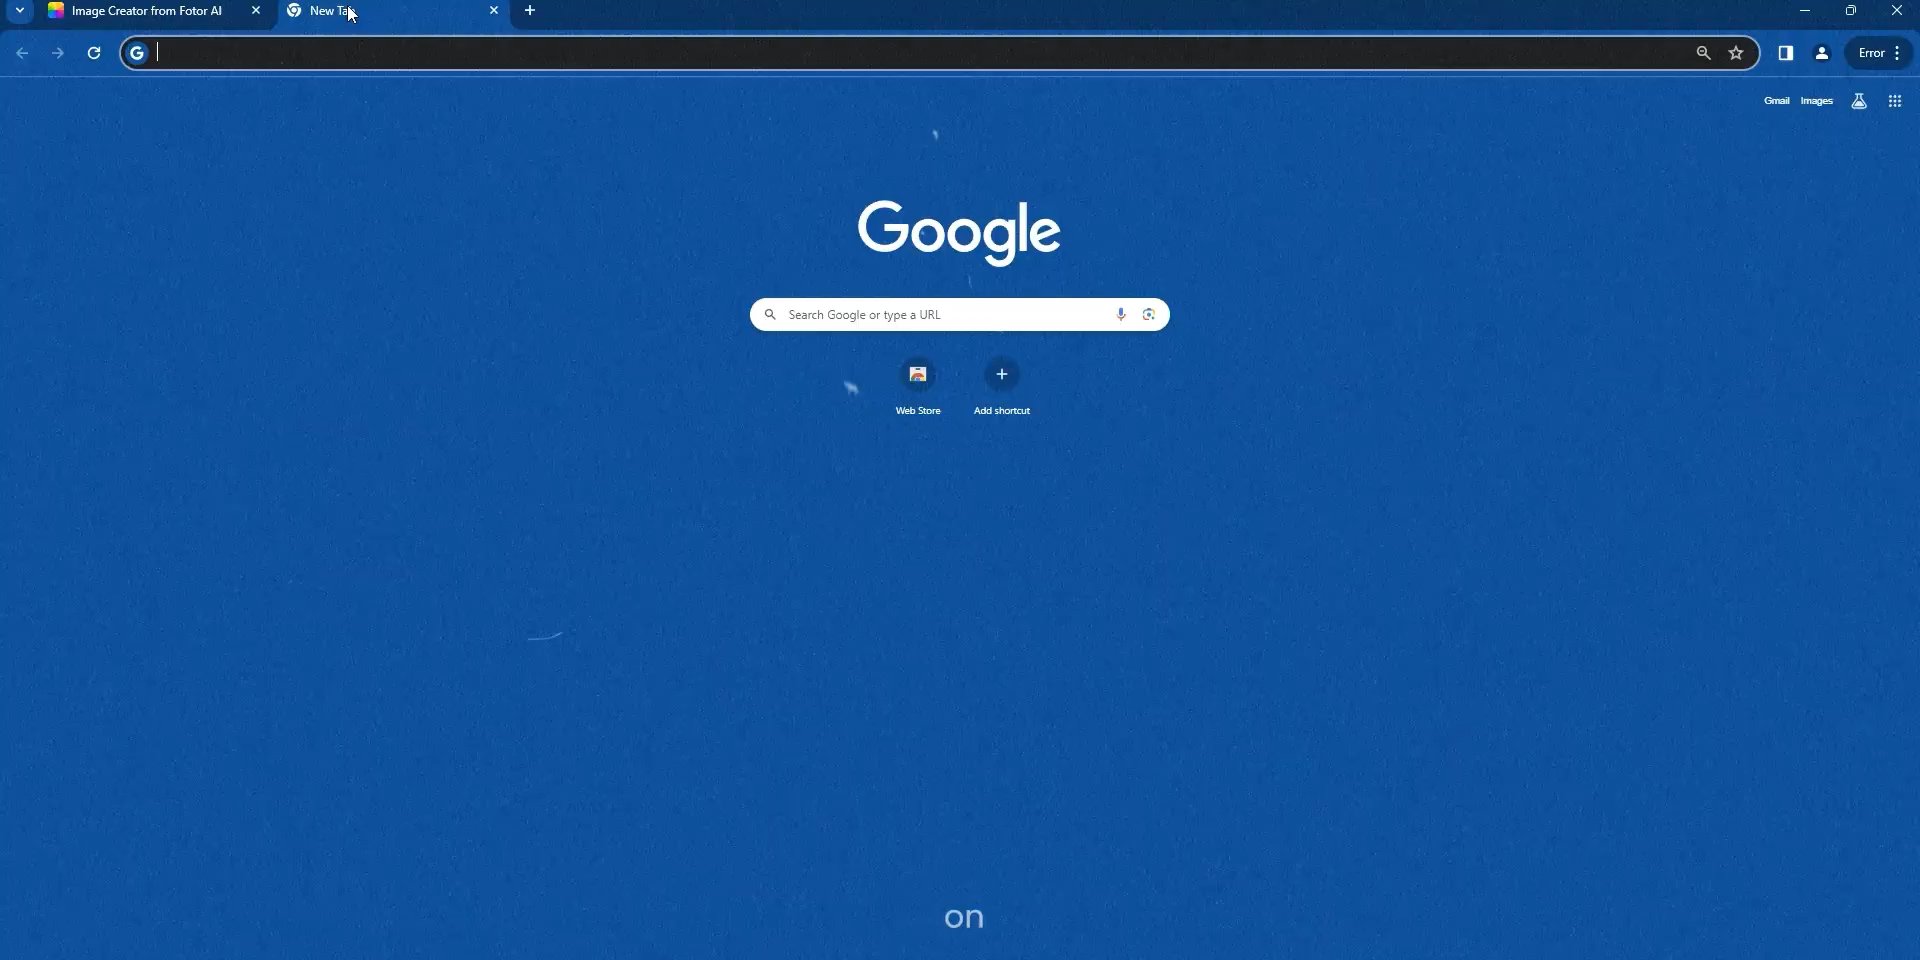 Image Creator from Fotor AI
New Ta
Error
Gmail Images
Google
Search Google or type a URL
Web Store Add shortcut
on